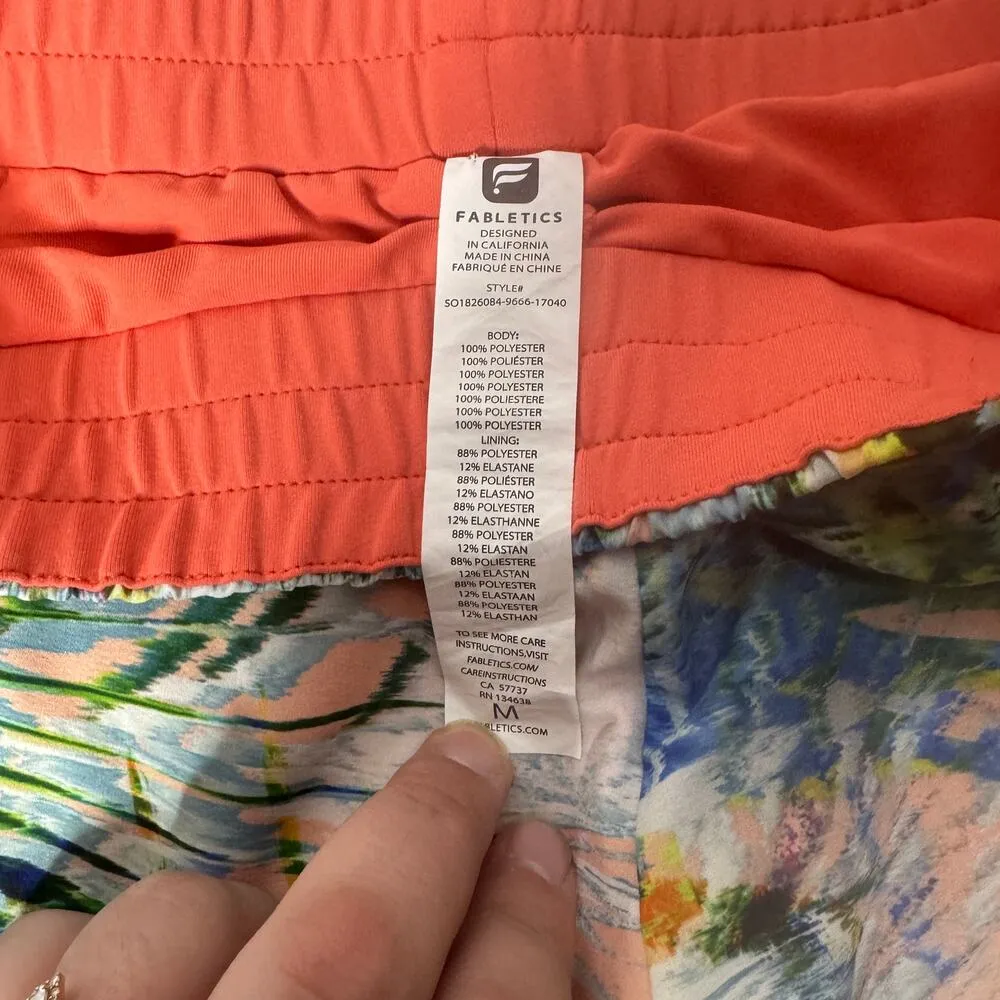 FABLETICS
DESIGNED
IN CALIFORNIA
MADE IN CHINA
FABRIQUÉ EN CHINE
STYLE#
SO1826084-9666-17040
BODY:
100% POLYESTER
100% POLIÉSTER
100% POLYESTER
100% POLYESTER
100% POLIESTERE
100% POLYESTER
100% POLYESTER
LINING:
88% POLYESTER
12% ELASTANE
88% POLIÉSTER
12% ELASTANO
88% POLYESTER
12% ELASTHANNE
88% POLYESTER
12% ELASTAN
88% POLIESTERE
12% ELASTAN
88% POLYESTER
12% ELASTAAN
88% POLYESTER
12% ELASTHAN
TO SEE MORE CARE
INSTRUCTIONS,VISIT
FABLETICS.COM/
CAREINSTRUCTIONS
CA 57737
RN 134638
M
BLETICS.COM